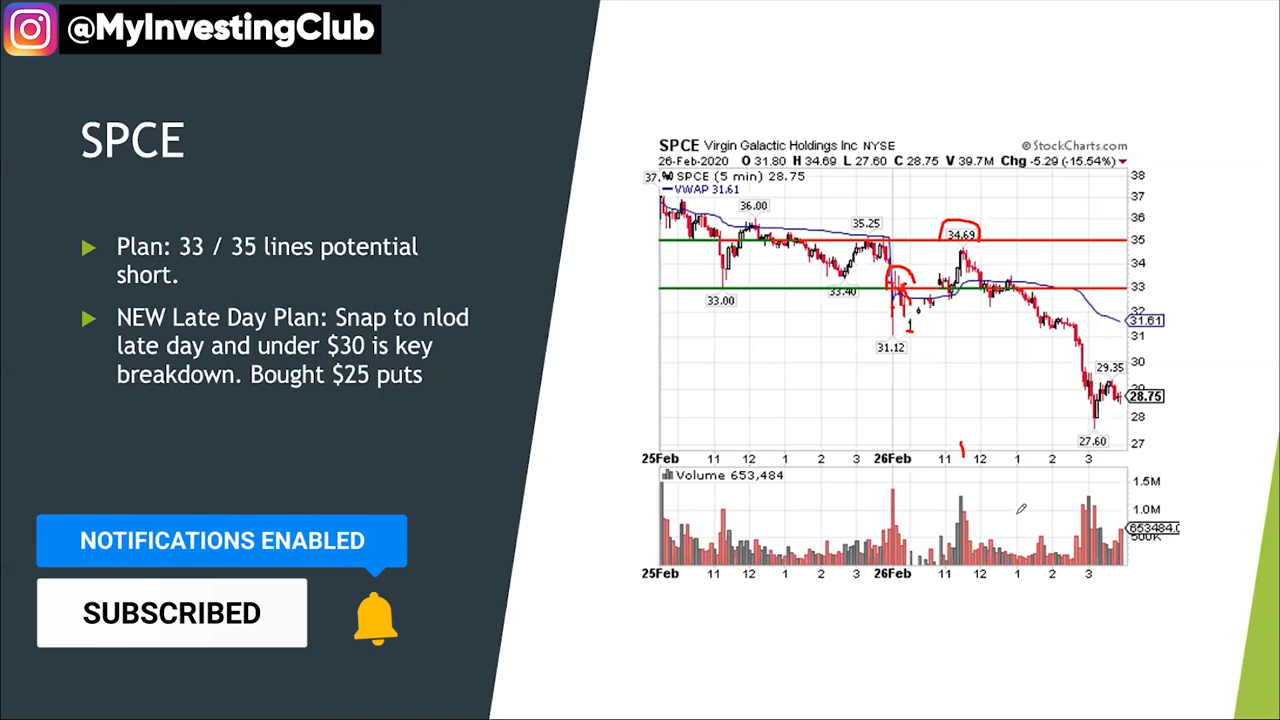 @MyInvestingClub
SPCE
Plan: 33 / 35 lines potential
short.
NEW Late Day Plan: Snap to nlod
late day and under $30 is key
breakdown. Bought $25 puts
NOTIFICATIONS ENABLED
SUBSCRIBED
SPCE Virgin Galactic Holdings Inc NYSE
© StockCharts.com
26-Feb-2020 O 31.80 H 34.69 L 27.60 C 28.75 V 39.7M Chg -5.29 (-15.54%)
SPCE (5 min) 28.75
VWAP 31.61
37.
36.00
35.25
34.69
33.00
33.40
31.12
29.35
27.60
38
37
36
35
34
33
32
31.61
31
30
29
28.75
28
27
25Feb 11 12 1 2 3 26Feb 11 12 1 2 3
Volume 653,484
1.5M
1.0M
653484.0
500K
25Feb 11 12 1 2 3 26Feb 11 12 1 2 3